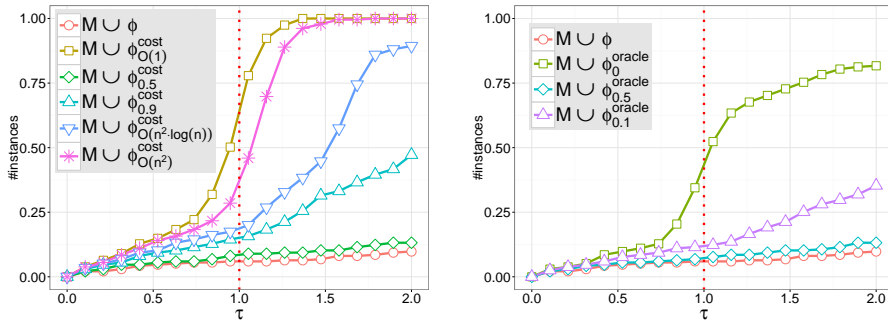 M ∪ ϕ
M ∪ ϕ^cost_O(1)
M ∪ ϕ^cost_0.5
M ∪ ϕ^cost_0.9
M ∪ ϕ^cost_O(n²·log(n))
M ∪ ϕ^cost_O(n²)
#instances
1.00
0.75
0.50
0.25
0.00
0.0 0.5 1.0 1.5 2.0
τ
M ∪ ϕ
M ∪ ϕ^oracle_0
M ∪ ϕ^oracle_0.5
M ∪ ϕ^oracle_0.1
#instances
1.00
0.75
0.50
0.25
0.00
0.0 0.5 1.0 1.5 2.0
τ